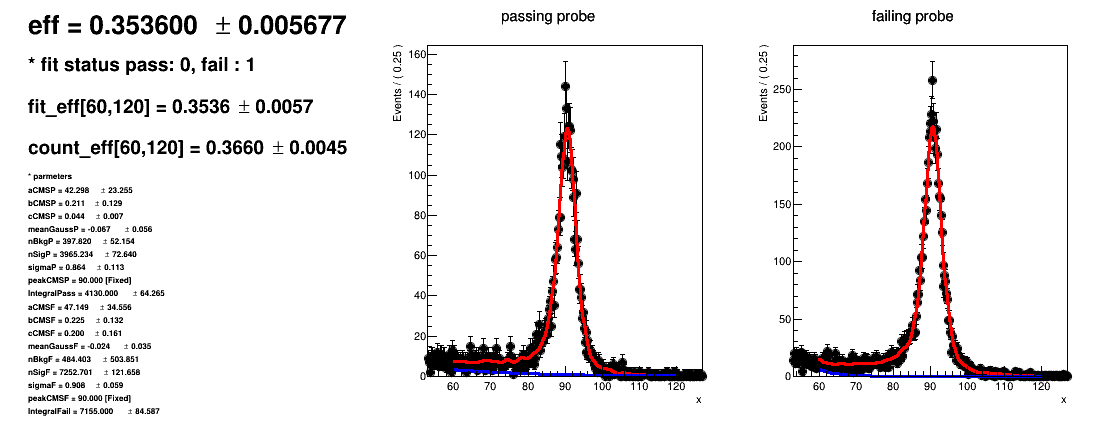 eff = 0.353600 ± 0.005677
* fit status pass: 0, fail : 1
fit_eff[60,120] = 0.3536 ± 0.0057
count_eff[60,120] = 0.3660 ± 0.0045
* parmeters
aCMSP = 42.298 ± 23.255
bCMSP = 0.211 ± 0.129
cCMSP = 0.044 ± 0.007
meanGaussP = -0.067 ± 0.056
nBkgP = 397.820 ± 52.154
nSigP = 3965.234 ± 72.640
sigmaP = 0.864 ± 0.113
peakCMSP = 90.000 [Fixed]
IntegralPass = 4130.000 ± 64.265
aCMSF = 47.149 ± 34.556
bCMSF = 0.225 ± 0.132
cCMSF = 0.200 ± 0.161
meanGaussF = -0.024 ± 0.035
nBkgF = 484.403 ± 503.851
nSigF = 7252.701 ± 121.658
sigmaF = 0.908 ± 0.059
peakCMSF = 90.000 [Fixed]
IntegralFail = 7155.000 ± 84.587
passing probe
Events / ( 0.25 )
160
140
120
100
80
60
40
20
0
60 70 80 90 100 110 120
x
failing probe
Events / ( 0.25 )
250
200
150
100
50
0
60 70 80 90 100 110 120
x